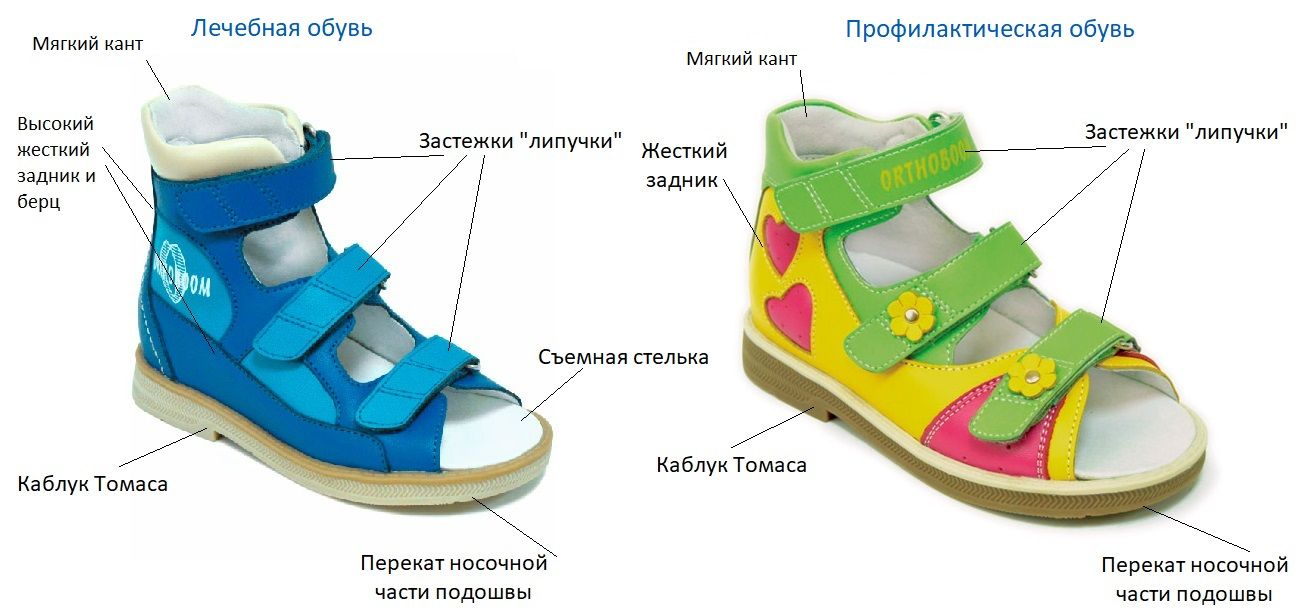 Лечебная обувь
Мягкий кант
Высокий
жесткий
задник и
берц
Застежки "липучки"
Съемная стелька
Каблук Томаса
Перекат носочной
части подошвы
Профилактическая обувь
Мягкий кант
Жесткий
задник
ORTHOBOOM
Застежки "липучки"
Каблук Томаса
Перекат носочной
части подошвы